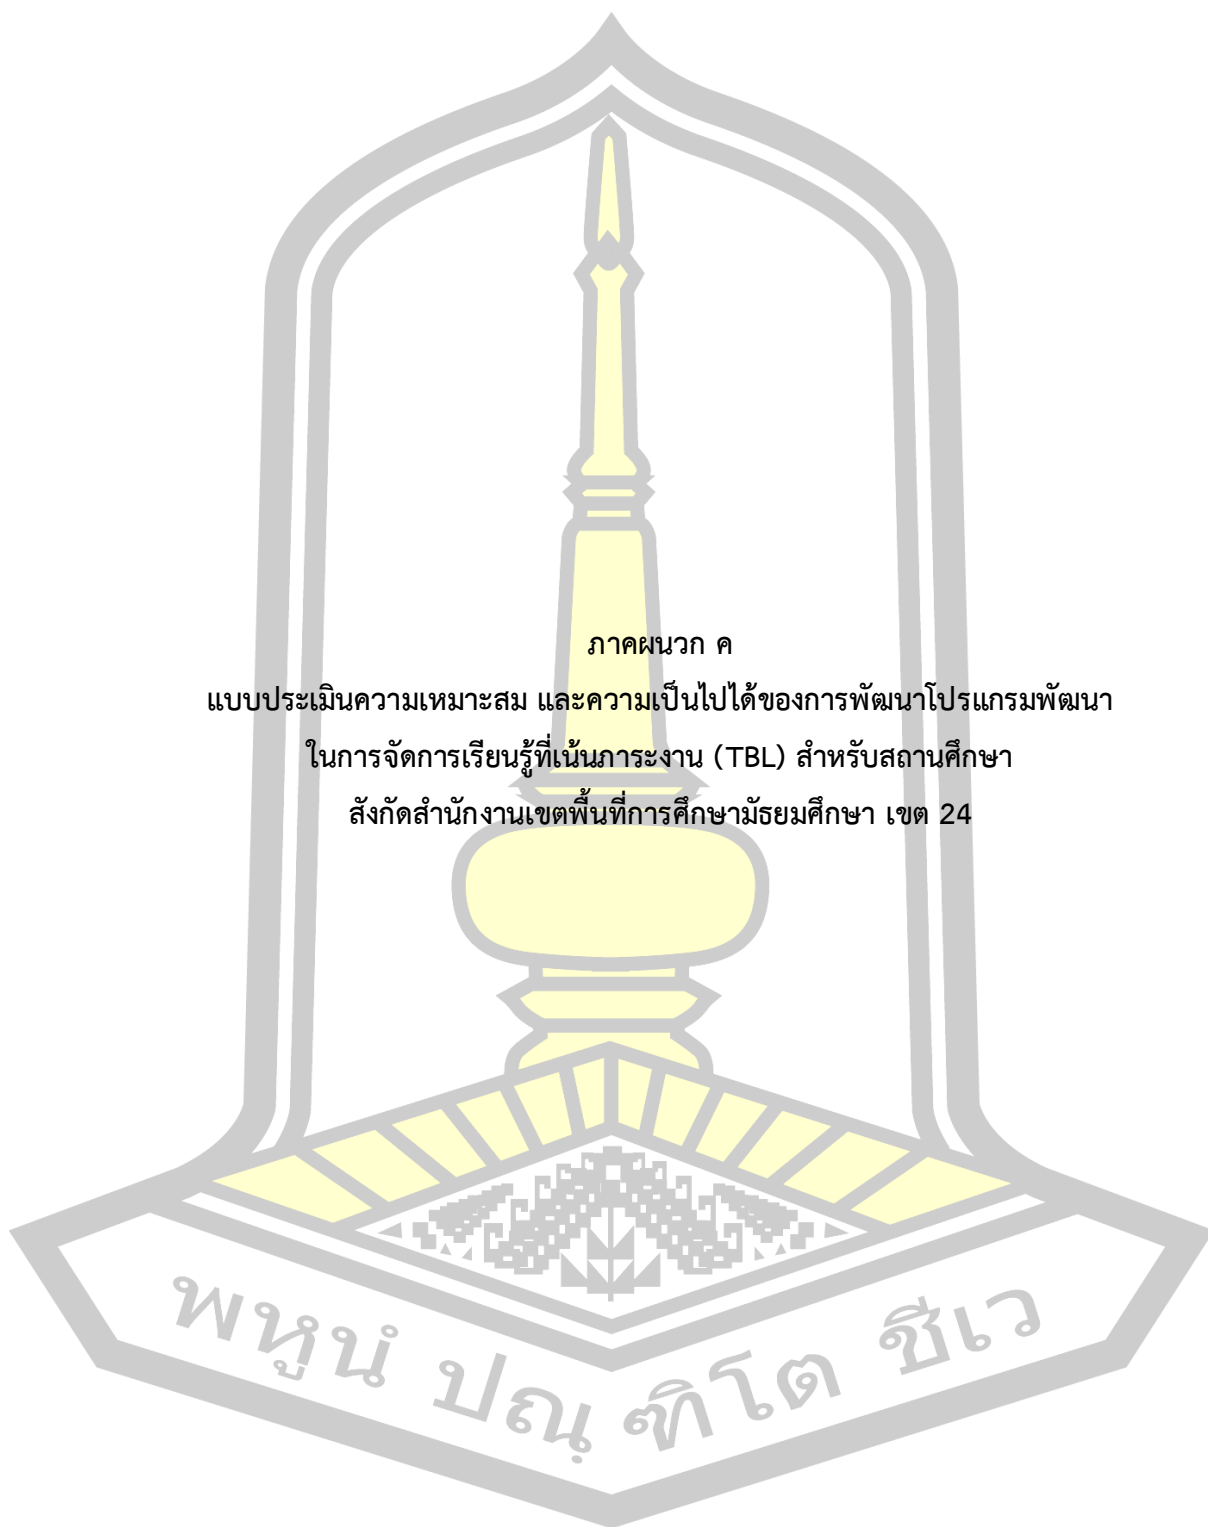 ภาคผนวก ค
แบบประเมินความเหมาะสม และความเป็นไปได้ของการพัฒนาโปรแกรมพัฒนา
ในการจัดการเรียนรู้ที่เน้นภาระงาน (TBL) สำหรับสถานศึกษา
สังกัดสำนักงานเขตพื้นที่การศึกษามัธยมศึกษา เขต 24
พหูนํ ปณฺฑิโต ชีเว